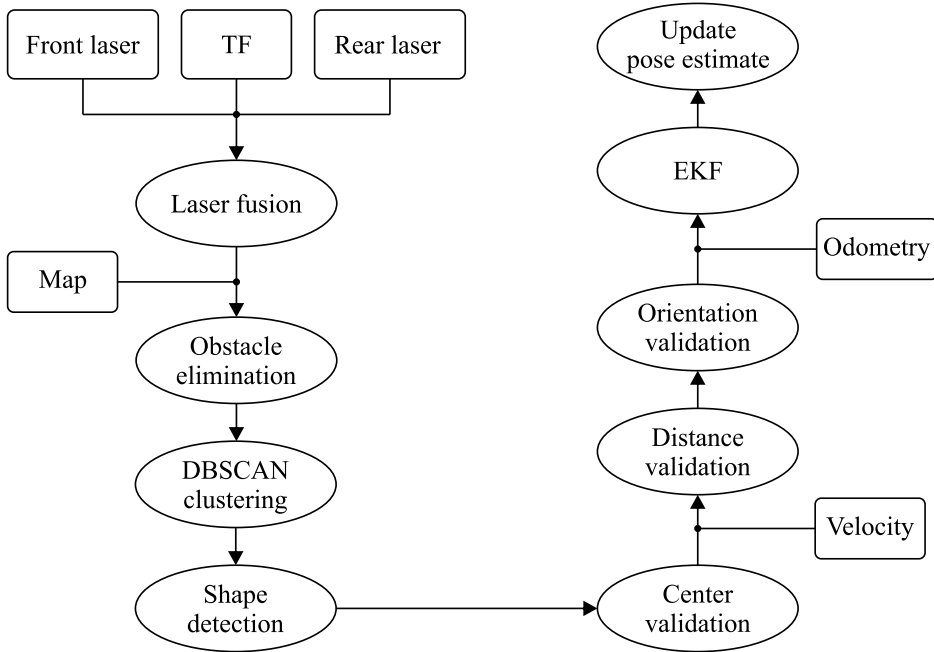 Front laser
TF
Rear laser
Laser fusion
Map
Obstacle
elimination
DBSCAN
clustering
Shape
detection
Center
validation
Velocity
Distance
validation
Orientation
validation
Odometry
EKF
Update
pose estimate